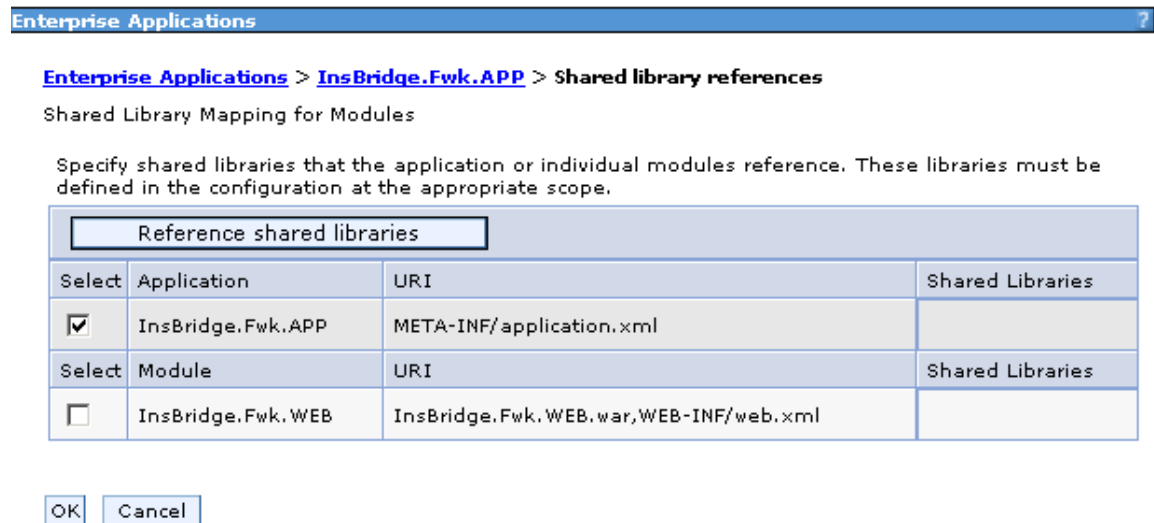 Enterprise Applications ?
Enterprise Applications > InsBridge.Fwk.APP > Shared library references
Shared Library Mapping for Modules
Specify shared libraries that the application or individual modules reference. These libraries must be
defined in the configuration at the appropriate scope.
Reference shared libraries
Select Application URI Shared Libraries
InsBridge.Fwk.APP META-INF/application.xml
Select Module URI Shared Libraries
InsBridge.Fwk.WEB InsBridge.Fwk.WEB.war,WEB-INF/web.xml
OK Cancel